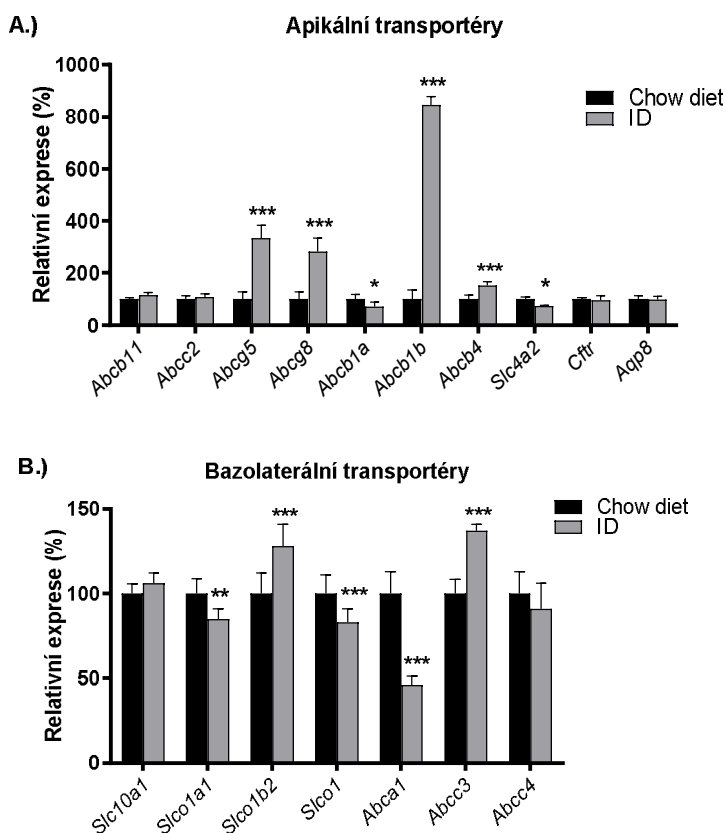 A.)
Apikální transportéry
Relativní exprese (%)
1000
800
600
400
200
0
***
***
*
***
***
*
Chow diet
ID
Abcb11
Abcc2
Abcg5
Abcg8
Abcb1a
Abcb1b
Abcb4
Slc4a2
Cftr
Aqp8
B.)
Bazolaterální transportéry
Relativní exprese (%)
150
100
50
0
**
***
***
***
***
Chow diet
ID
Slc10a1
Slco1a1
Slco1b2
Slco1
Abca1
Abcc3
Abcc4